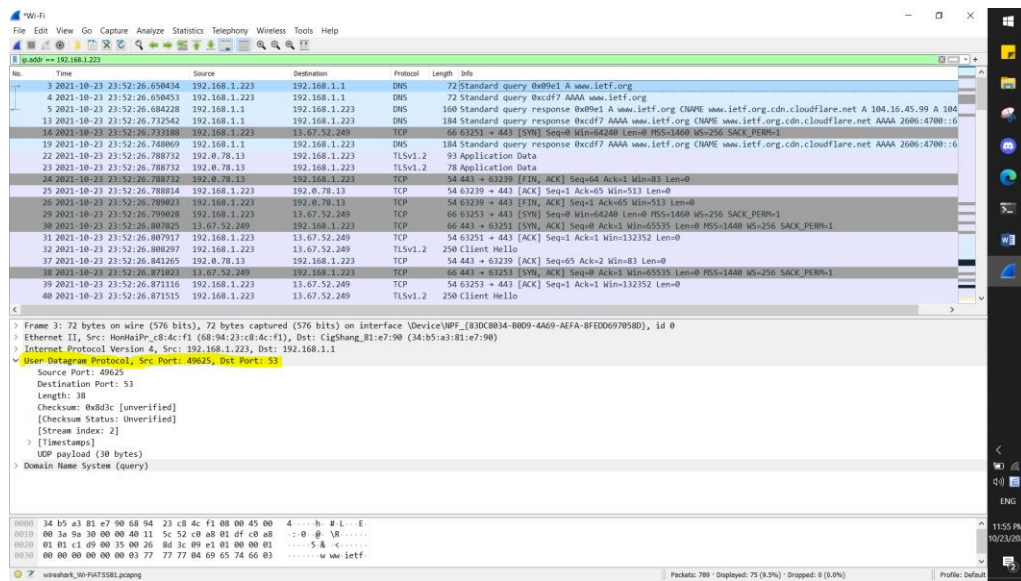 *Wi-Fi
File Edit View Go Capture Analyze Statistics Telephony Wireless Tools Help
ip.addr == 192.168.1.223
No. Time Source Destination Protocol Length Info
3 2021-10-23 23:52:26.650434 192.168.1.223 192.168.1.1 DNS 72 Standard query 0x09e1 A www.ietf.org
4 2021-10-23 23:52:26.650453 192.168.1.223 192.168.1.1 DNS 72 Standard query 0xcdf7 AAAA www.ietf.org
5 2021-10-23 23:52:26.684228 192.168.1.1 192.168.1.223 DNS 160 Standard query response 0x09e1 A www.ietf.org CNAME www.ietf.org.cdn.cloudflare.net A 104.16.45.99 A 104
13 2021-10-23 23:52:26.732542 192.168.1.1 192.168.1.223 DNS 184 Standard query response 0xcdf7 AAAA www.ietf.org CNAME www.ietf.org.cdn.cloudflare.net AAAA 2606:4700::6
14 2021-10-23 23:52:26.733188 192.168.1.223 13.67.52.249 TCP 66 63251 → 443 [SYN] Seq=0 Win=64240 Len=0 MSS=1460 WS=256 SACK_PERM=1
19 2021-10-23 23:52:26.748069 192.168.1.1 192.168.1.223 DNS 184 Standard query response 0xcdf7 AAAA www.ietf.org CNAME www.ietf.org.cdn.cloudflare.net AAAA 2606:4700::6
22 2021-10-23 23:52:26.788732 192.0.78.13 192.168.1.223 TLSv1.2 93 Application Data
23 2021-10-23 23:52:26.788732 192.0.78.13 192.168.1.223 TLSv1.2 78 Application Data
24 2021-10-23 23:52:26.788732 192.0.78.13 192.168.1.223 TCP 54 443 → 63239 [FIN, ACK] Seq=64 Ack=1 Win=83 Len=0
25 2021-10-23 23:52:26.788814 192.168.1.223 192.0.78.13 TCP 54 63239 → 443 [ACK] Seq=1 Ack=65 Win=513 Len=0
26 2021-10-23 23:52:26.789023 192.168.1.223 192.0.78.13 TCP 54 63239 → 443 [FIN, ACK] Seq=1 Ack=65 Win=513 Len=0
29 2021-10-23 23:52:26.799028 192.168.1.223 13.67.52.249 TCP 66 63253 → 443 [SYN] Seq=0 Win=64240 Len=0 MSS=1460 WS=256 SACK_PERM=1
30 2021-10-23 23:52:26.807825 13.67.52.249 192.168.1.223 TCP 66 443 → 63251 [SYN, ACK] Seq=0 Ack=1 Win=65535 Len=0 MSS=1440 WS=256 SACK_PERM=1
31 2021-10-23 23:52:26.807917 192.168.1.223 13.67.52.249 TCP 54 63251 → 443 [ACK] Seq=1 Ack=1 Win=132352 Len=0
32 2021-10-23 23:52:26.808297 192.168.1.223 13.67.52.249 TLSv1.2 250 Client Hello
37 2021-10-23 23:52:26.841265 192.0.78.13 192.168.1.223 TCP 54 443 → 63239 [ACK] Seq=65 Ack=2 Win=83 Len=0
38 2021-10-23 23:52:26.871023 13.67.52.249 192.168.1.223 TCP 66 443 → 63253 [SYN, ACK] Seq=0 Ack=1 Win=65535 Len=0 MSS=1440 WS=256 SACK_PERM=1
39 2021-10-23 23:52:26.871116 192.168.1.223 13.67.52.249 TCP 54 63253 → 443 [ACK] Seq=1 Ack=1 Win=132352 Len=0
40 2021-10-23 23:52:26.871515 192.168.1.223 13.67.52.249 TLSv1.2 250 Client Hello
Frame 3: 72 bytes on wire (576 bits), 72 bytes captured (576 bits) on interface \Device\NPF_{83DC8034-B0D9-4A69-AEFA-8FEDD697058D}, id 0
Ethernet II, Src: HonHaiPr_c8:4c:f1 (68:94:23:c8:4c:f1), Dst: CigShang_81:e7:90 (34:b5:a3:81:e7:90)
Internet Protocol Version 4, Src: 192.168.1.223, Dst: 192.168.1.1
User Datagram Protocol, Src Port: 49625, Dst Port: 53
Source Port: 49625
Destination Port: 53
Length: 38
Checksum: 0x8d3c [unverified]
[Checksum Status: Unverified]
[Stream index: 2]
[Timestamps]
UDP payload (30 bytes)
Domain Name System (query)
0000 34 b5 a3 81 e7 90 68 94 23 c8 4c f1 08 00 45 00 4·····h· #·L···E·
0010 00 3a 9a 30 00 00 40 11 5c 52 c0 a8 01 df c0 a8 ·:·0··@· \R······
0020 01 01 c1 d9 00 35 00 26 8d 3c 09 e1 01 00 00 01 ·····5·& ·<······
0030 00 00 00 00 00 00 03 77 77 77 04 69 65 74 66 03 ·······w ww·ietf·
wireshark_Wi-FiATSSB1.pcapng Packets: 789 · Displayed: 75 (9.5%) · Dropped: 0 (0.0%) Profile: Default
ENG
11:55 PM
10/23/202